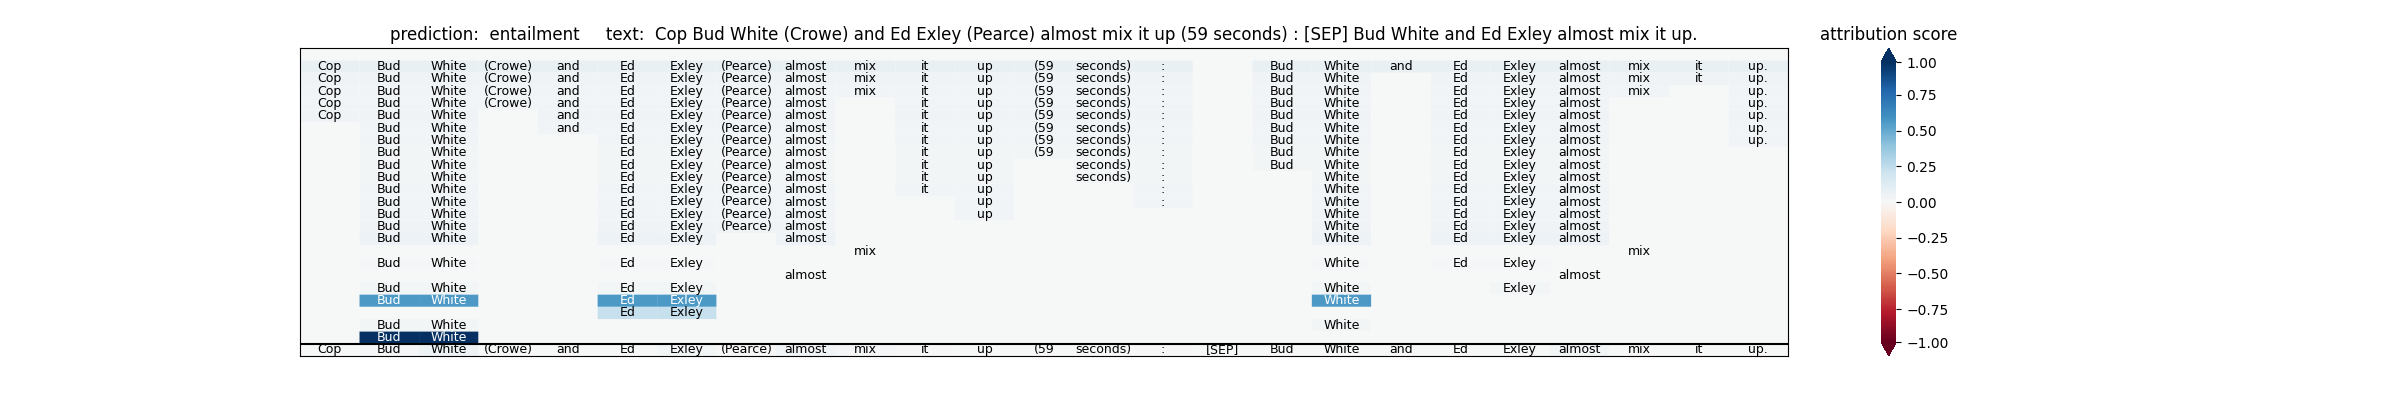 prediction: entailment text: Cop Bud White (Crowe) and Ed Exley (Pearce) almost mix it up (59 seconds) : [SEP] Bud White and Ed Exley almost mix it up. attribution score
Cop Bud White (Crowe) and Ed Exley (Pearce) almost mix it up (59 seconds) : Bud White and Ed Exley almost mix it up. 1.00
Cop Bud White (Crowe) and Ed Exley (Pearce) almost mix it up (59 seconds) : Bud White Ed Exley almost mix it up.
Cop Bud White (Crowe) and Ed Exley (Pearce) almost mix it up (59 seconds) : Bud White Ed Exley almost mix up. 0.75
Cop Bud White (Crowe) and Ed Exley (Pearce) almost it up (59 seconds) : Bud White Ed Exley almost up.
Cop Bud White and Ed Exley (Pearce) almost it up (59 seconds) : Bud White Ed Exley almost up.
Bud White and Ed Exley (Pearce) almost it up (59 seconds) : Bud White Ed Exley almost up. 0.50
Bud White Ed Exley (Pearce) almost it up (59 seconds) : Bud White Ed Exley almost up.
Bud White Ed Exley (Pearce) almost it up (59 seconds) : Bud White Ed Exley almost
Bud White Ed Exley (Pearce) almost it up seconds) : Bud White Ed Exley almost 0.25
Bud White Ed Exley (Pearce) almost it up seconds) : White Ed Exley almost
Bud White Ed Exley (Pearce) almost it up : White Ed Exley almost
Bud White Ed Exley (Pearce) almost up : White Ed Exley almost 0.00
Bud White Ed Exley (Pearce) almost up White Ed Exley almost
Bud White Ed Exley (Pearce) almost White Ed Exley almost
Bud White Ed Exley almost White Ed Exley almost −0.25
mix mix
Bud White Ed Exley White Ed Exley
almost almost −0.50
Bud White Ed Exley White Exley
Bud White Ed Exley White
Ed Exley −0.75
Bud White White
Bud White −1.00
Cop Bud White (Crowe) and Ed Exley (Pearce) almost mix it up (59 seconds) : [SEP] Bud White and Ed Exley almost mix it up.